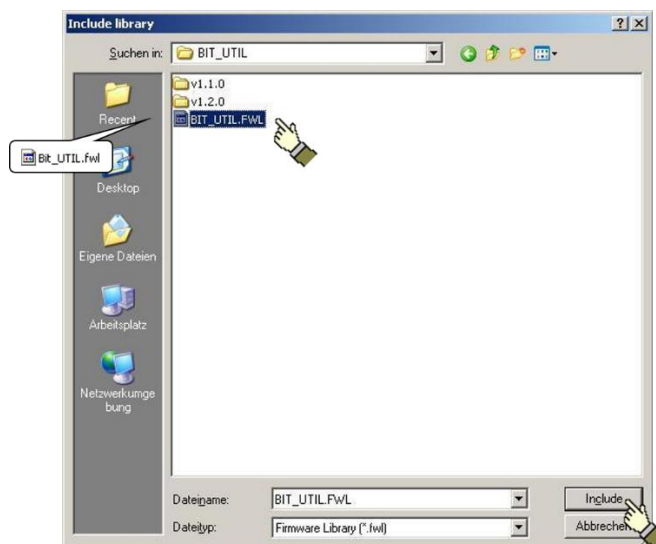 Include library
Suchen in:
BIT_UTIL
v1.1.0
v1.2.0
BIT_UTIL.FWL
Recent
Bit_UTIL.fwl
Desktop
Eigene Dateien
Arbeitsplatz
Netzwerkumge
bung
Dateiname:
BIT_UTIL.FWL
Include
Dateityp:
Firmware Library (*.fwl)
Abbrechen